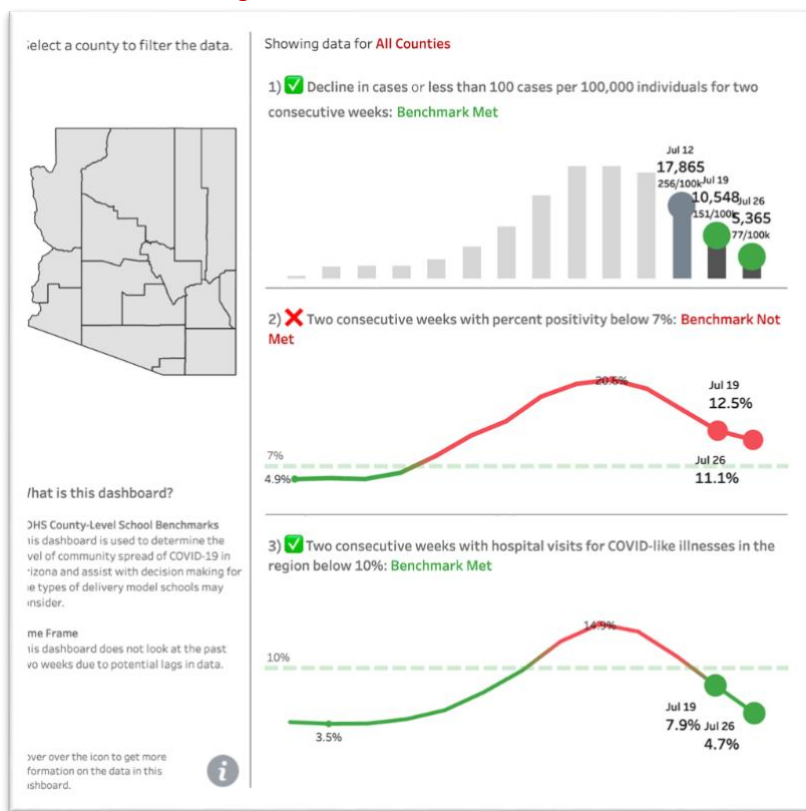 elect a county to filter the data.
Showing data for All Counties
1) ✅ Decline in cases or less than 100 cases per 100,000 individuals for two
consecutive weeks: Benchmark Met
Jul 12
17,865
256/100k
Jul 19
10,548
151/100k
Jul 26
5,365
77/100k
2) ❌ Two consecutive weeks with percent positivity below 7%: Benchmark Not
Met
20.5%
Jul 19
12.5%
7%
4.9%
Jul 26
11.1%
3) ✅ Two consecutive weeks with hospital visits for COVID-like illnesses in the
region below 10%: Benchmark Met
14.9%
10%
3.5%
Jul 19
7.9%
Jul 26
4.7%
hat is this dashboard?
DHS County-Level School Benchmarks
is dashboard is used to determine the
vel of community spread of COVID-19 in
rizona and assist with decision making for
e types of delivery model schools may
nsider.
me Frame
is dashboard does not look at the past
vo weeks due to potential lags in data.
over over the icon to get more
formation on the data in this
shboard.
i